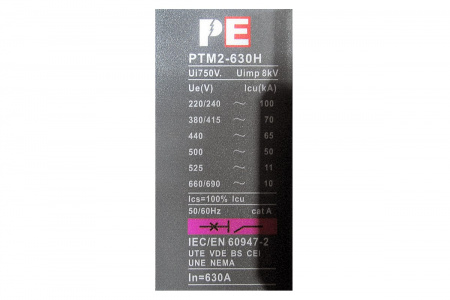 PE
PTM2-630H
Ui750V. Uimp 8kV
Ue(V) Icu(kA)
220/240 ~ 100
380/415 ~ 70
440 ~ 65
500 ~ 50
525 ~ 11
660/690 ~ 10
Ics=100% Icu
50/60Hz cat A
IEC/EN 60947-2
UTE VDE BS CEI
UNE NEMA
In=630A